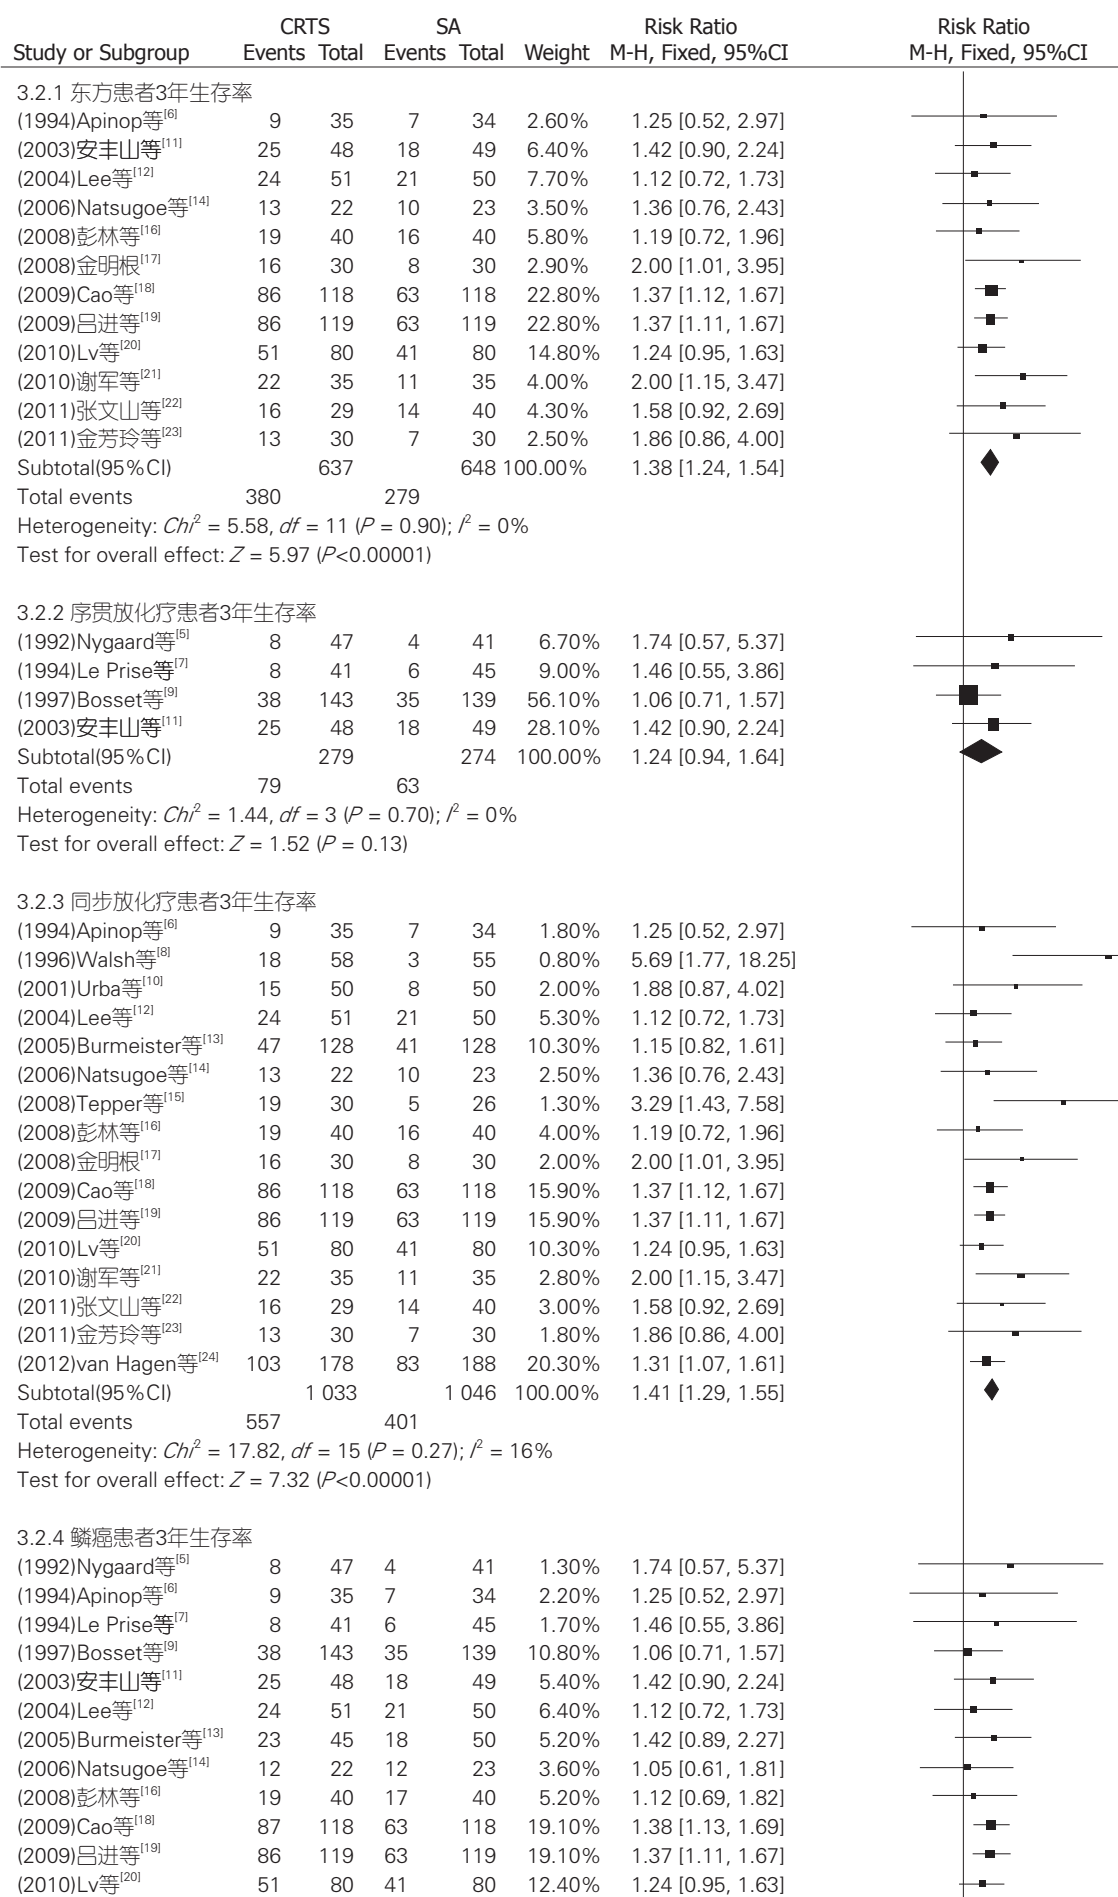 CRTS SA Risk Ratio Risk Ratio
Study or Subgroup Events Total Events Total Weight M-H, Fixed, 95%CI M-H, Fixed, 95%CI
3.2.1 东方患者3年生存率
(1994)Apinop等[6] 9 35 7 34 2.60% 1.25 [0.52, 2.97]
(2003)安丰山等[11] 25 48 18 49 6.40% 1.42 [0.90, 2.24]
(2004)Lee等[12] 24 51 21 50 7.70% 1.12 [0.72, 1.73]
(2006)Natsugoe等[14] 13 22 10 23 3.50% 1.36 [0.76, 2.43]
(2008)彭林等[16] 19 40 16 40 5.80% 1.19 [0.72, 1.96]
(2008)金明根[17] 16 30 8 30 2.90% 2.00 [1.01, 3.95]
(2009)Cao等[18] 86 118 63 118 22.80% 1.37 [1.12, 1.67]
(2009)吕进等[19] 86 119 63 119 22.80% 1.37 [1.11, 1.67]
(2010)Lv等[20] 51 80 41 80 14.80% 1.24 [0.95, 1.63]
(2010)谢军等[21] 22 35 11 35 4.00% 2.00 [1.15, 3.47]
(2011)张文山等[22] 16 29 14 40 4.30% 1.58 [0.92, 2.69]
(2011)金芳玲等[23] 13 30 7 30 2.50% 1.86 [0.86, 4.00]
Subtotal(95%CI) 637 648 100.00% 1.38 [1.24, 1.54]
Total events 380 279
Heterogeneity: Chi² = 5.58, df = 11 (P = 0.90); I² = 0%
Test for overall effect: Z = 5.97 (P<0.00001)
3.2.2 序贯放化疗患者3年生存率
(1992)Nygaard等[5] 8 47 4 41 6.70% 1.74 [0.57, 5.37]
(1994)Le Prise等[7] 8 41 6 45 9.00% 1.46 [0.55, 3.86]
(1997)Bosset等[9] 38 143 35 139 56.10% 1.06 [0.71, 1.57]
(2003)安丰山等[11] 25 48 18 49 28.10% 1.42 [0.90, 2.24]
Subtotal(95%CI) 279 274 100.00% 1.24 [0.94, 1.64]
Total events 79 63
Heterogeneity: Chi² = 1.44, df = 3 (P = 0.70); I² = 0%
Test for overall effect: Z = 1.52 (P = 0.13)
3.2.3 同步放化疗患者3年生存率
(1994)Apinop等[6] 9 35 7 34 1.80% 1.25 [0.52, 2.97]
(1996)Walsh等[8] 18 58 3 55 0.80% 5.69 [1.77, 18.25]
(2001)Urba等[10] 15 50 8 50 2.00% 1.88 [0.87, 4.02]
(2004)Lee等[12] 24 51 21 50 5.30% 1.12 [0.72, 1.73]
(2005)Burmeister等[13] 47 128 41 128 10.30% 1.15 [0.82, 1.61]
(2006)Natsugoe等[14] 13 22 10 23 2.50% 1.36 [0.76, 2.43]
(2008)Tepper等[15] 19 30 5 26 1.30% 3.29 [1.43, 7.58]
(2008)彭林等[16] 19 40 16 40 4.00% 1.19 [0.72, 1.96]
(2008)金明根[17] 16 30 8 30 2.00% 2.00 [1.01, 3.95]
(2009)Cao等[18] 86 118 63 118 15.90% 1.37 [1.12, 1.67]
(2009)吕进等[19] 86 119 63 119 15.90% 1.37 [1.11, 1.67]
(2010)Lv等[20] 51 80 41 80 10.30% 1.24 [0.95, 1.63]
(2010)谢军等[21] 22 35 11 35 2.80% 2.00 [1.15, 3.47]
(2011)张文山等[22] 16 29 14 40 3.00% 1.58 [0.92, 2.69]
(2011)金芳玲等[23] 13 30 7 30 1.80% 1.86 [0.86, 4.00]
(2012)van Hagen等[24] 103 178 83 188 20.30% 1.31 [1.07, 1.61]
Subtotal(95%CI) 1 033 1 046 100.00% 1.41 [1.29, 1.55]
Total events 557 401
Heterogeneity: Chi² = 17.82, df = 15 (P = 0.27); I² = 16%
Test for overall effect: Z = 7.32 (P<0.00001)
3.2.4 鳞癌患者3年生存率
(1992)Nygaard等[5] 8 47 4 41 1.30% 1.74 [0.57, 5.37]
(1994)Apinop等[6] 9 35 7 34 2.20% 1.25 [0.52, 2.97]
(1994)Le Prise等[7] 8 41 6 45 1.70% 1.46 [0.55, 3.86]
(1997)Bosset等[9] 38 143 35 139 10.80% 1.06 [0.71, 1.57]
(2003)安丰山等[11] 25 48 18 49 5.40% 1.42 [0.90, 2.24]
(2004)Lee等[12] 24 51 21 50 6.40% 1.12 [0.72, 1.73]
(2005)Burmeister等[13] 23 45 18 50 5.20% 1.42 [0.89, 2.27]
(2006)Natsugoe等[14] 12 22 12 23 3.60% 1.05 [0.61, 1.81]
(2008)彭林等[16] 19 40 17 40 5.20% 1.12 [0.69, 1.82]
(2009)Cao等[18] 87 118 63 118 19.10% 1.38 [1.13, 1.69]
(2009)吕进等[19] 86 119 63 119 19.10% 1.37 [1.11, 1.67]
(2010)Lv等[20] 51 80 41 80 12.40% 1.24 [0.95, 1.63]